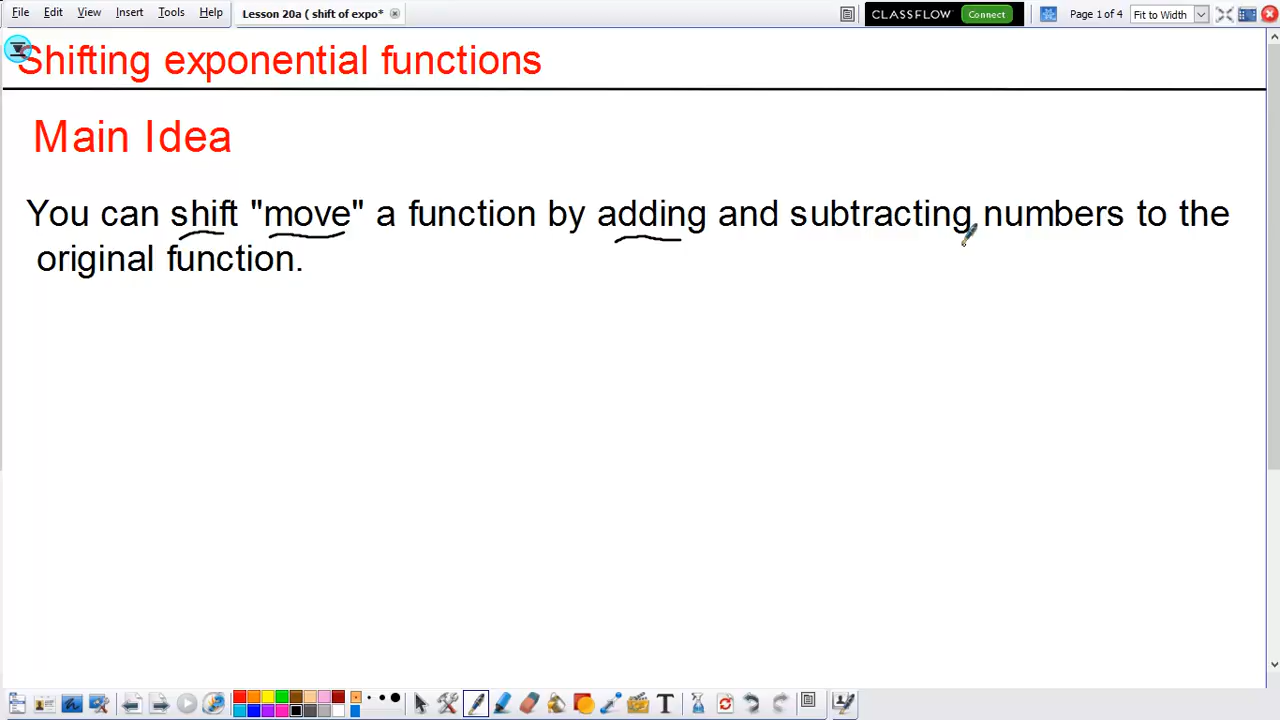 File Edit View Insert Tools Help Lesson 20a ( shift of expo* CLASSFLOW Connect Page 1 of 4 Fit to Width
Shifting exponential functions
Main Idea
You can shift "move" a function by adding and subtracting numbers to the
original function.
T